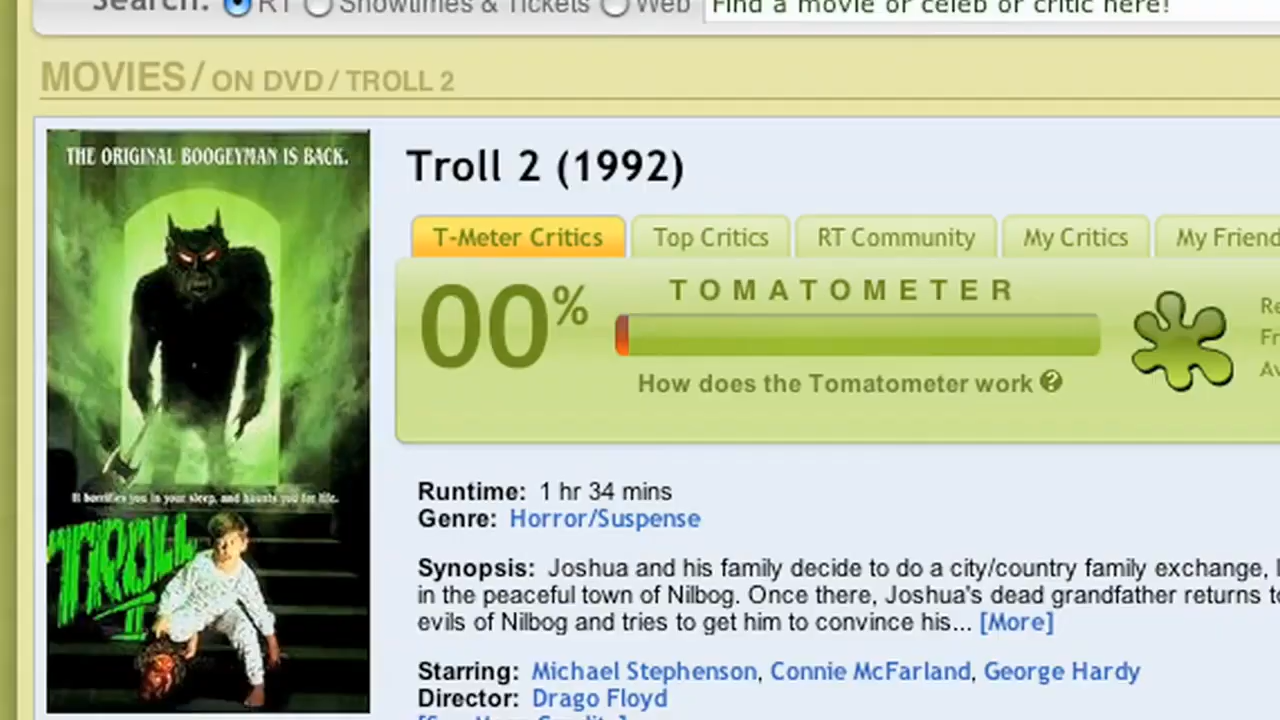 Search: RT Showtimes & Tickets Web Find a movie or celeb or critic here!
MOVIES / ON DVD / TROLL 2
THE ORIGINAL BOOGEYMAN IS BACK.
It horrifies you in your sleep, and haunts you for life.
TROLL
II
Troll 2 (1992)
T-Meter Critics Top Critics RT Community My Critics My Friend
00% TOMATOMETER
How does the Tomatometer work ?
Re
Fr
Av
Runtime: 1 hr 34 mins
Genre: Horror/Suspense
Synopsis: Joshua and his family decide to do a city/country family exchange,
in the peaceful town of Nilbog. Once there, Joshua's dead grandfather returns to
evils of Nilbog and tries to get him to convince his... [More]
Starring: Michael Stephenson, Connie McFarland, George Hardy
Director: Drago Floyd